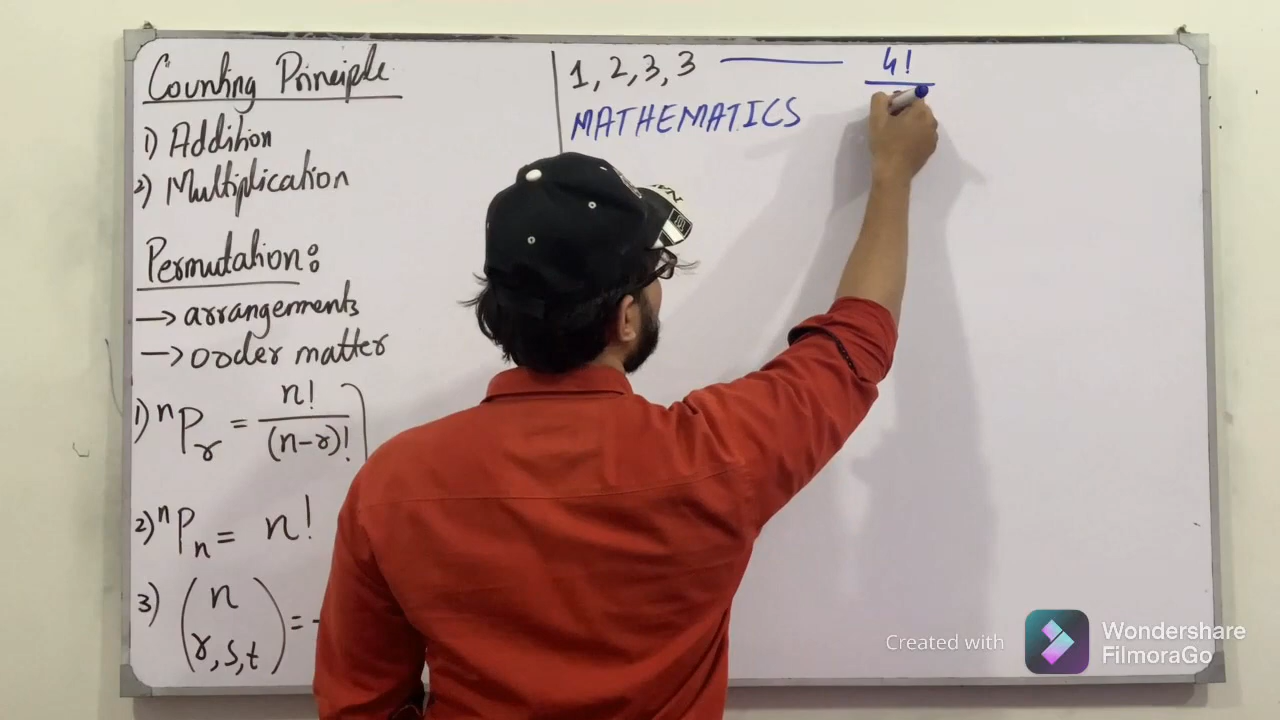 Counting Principle
1) Addition
2) Multiplication
Permutation:
→ arrangements
→ order matter
1) ⁿPᵣ = n! / (n-r)!
2) ⁿPₙ = n!
3) (n / r,s,t) =
1, 2, 3, 3 —— 4!
MATHEMATICS
Created with
Wondershare
FilmoraGo